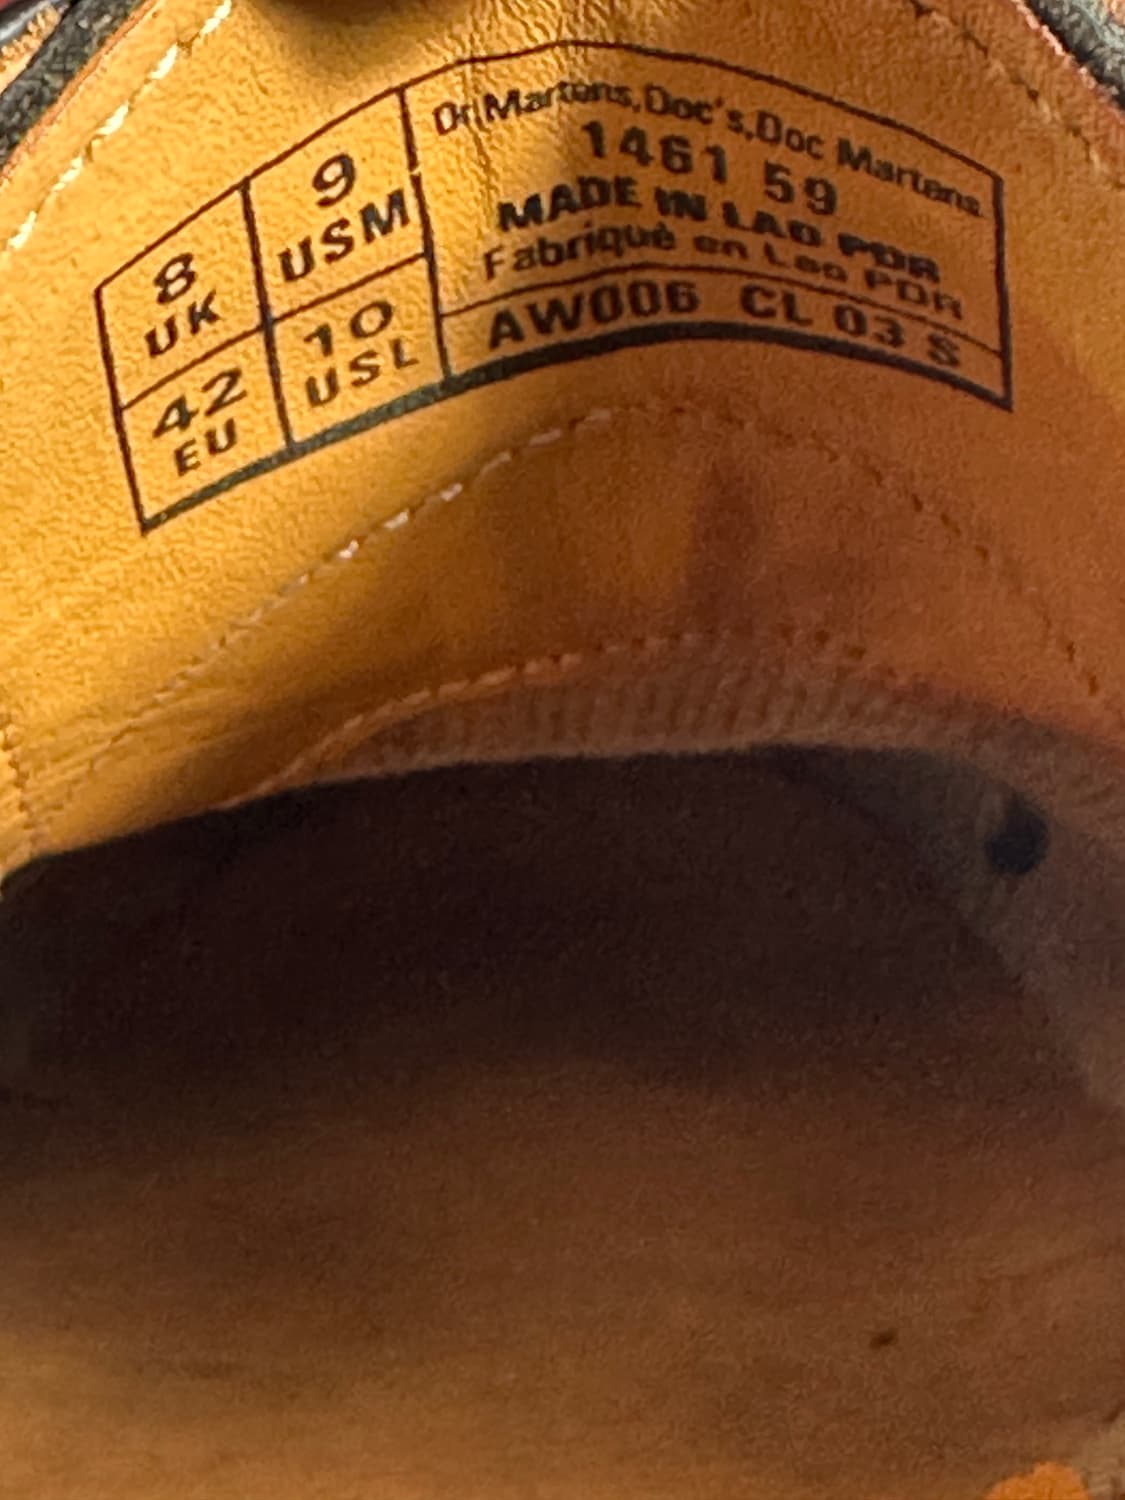 8
UK
9
USM
42
EU
10
USL
Dr.Martens,Doc's,Doc Martens
1461 59
MADE IN LAO PDR
Fabriquè en Lao PDR
AW006 CL 03 S